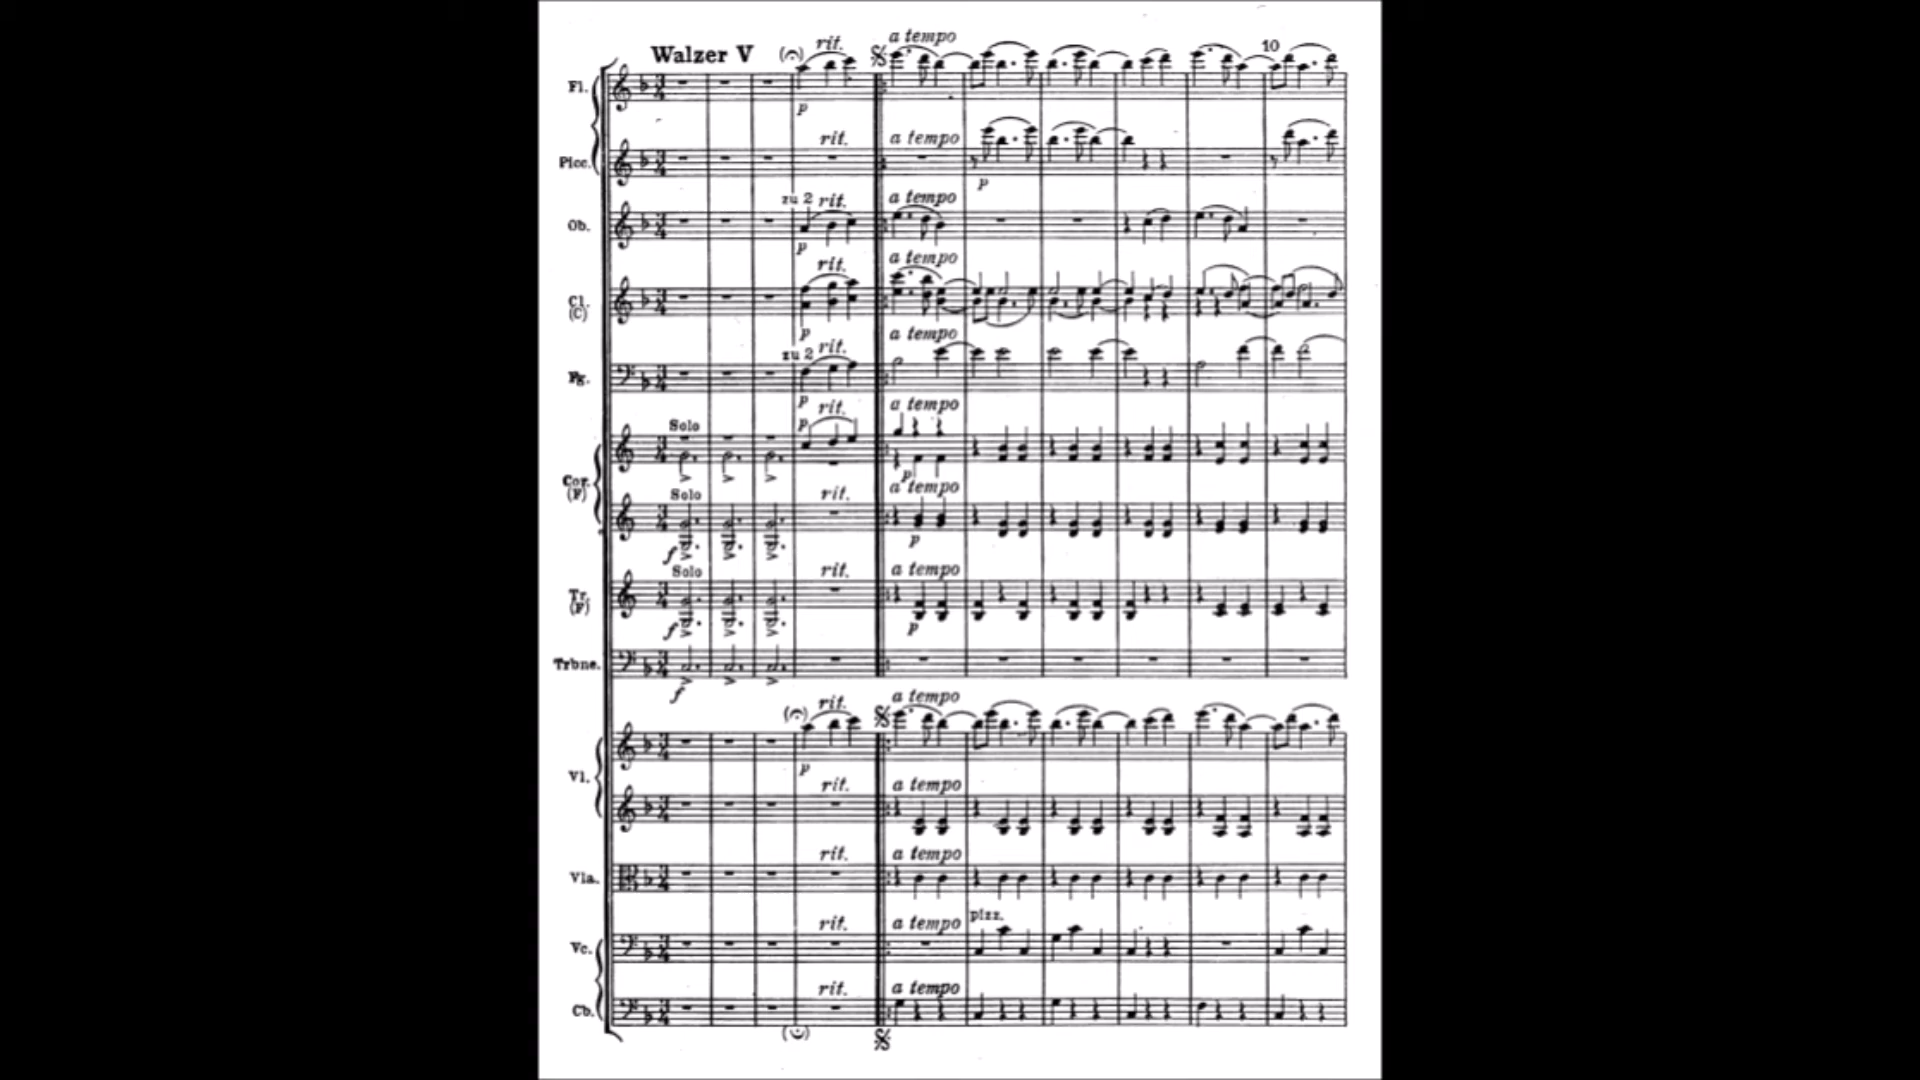 Walzer V rit. a tempo 10
Fl.
p
rit. a tempo
Picc.
p
zu 2 rit. a tempo
Ob.
p
rit. a tempo
Cl.
(C)
p
zu 2 rit. a tempo
Fg.
p
p rit. a tempo
Solo
p
Cor.
(F)
Solo rit. a tempo
f p
Solo rit. a tempo
Tr.
(F)
f p
Trbne.
f
rit. a tempo
Vl.
p
rit. a tempo
rit. a tempo
Vla.
rit. a tempo pizz.
Vc.
rit. a tempo
Cb.